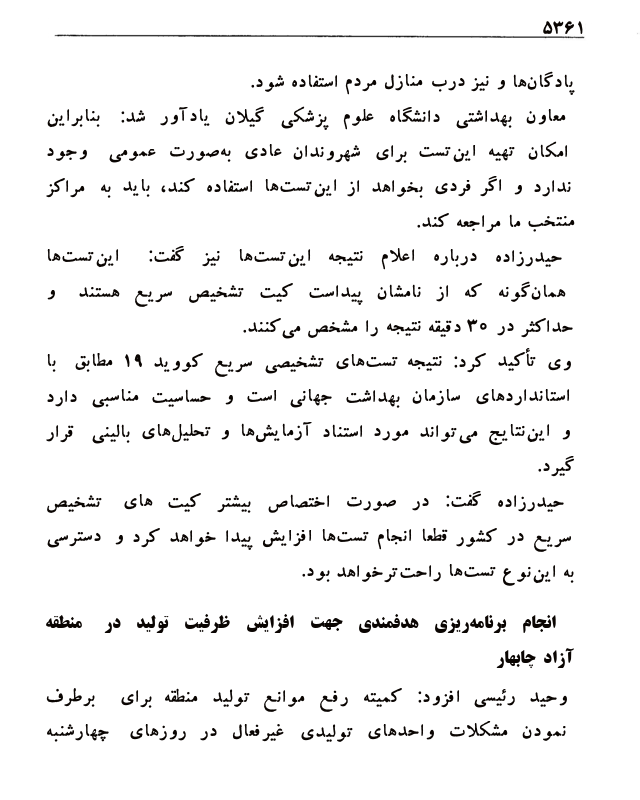 ۵۳۶۱
پادگان‌ها و نیز درب منازل مردم استفاده شود.
معاون بهداشتی دانشگاه علوم پزشکی گیلان یادآور شد: بنابراین
امکان تهیه این‌تست برای شهروندان عادی به‌صورت عمومی وجود
ندارد و اگر فردی بخواهد از این‌تست‌ها استفاده کند، باید به مراکز
منتخب ما مراجعه کند.
حیدرزاده درباره اعلام نتیجه این‌تست‌ها نیز گفت: این‌تست‌ها
همان‌گونه که از نامشان پیداست کیت تشخیص سریع هستند و
حداکثر در ۳۰ دقیقه نتیجه را مشخص می‌کنند.
وی تأکید کرد: نتیجه تست‌های تشخیصی سریع کووید ۱۹ مطابق با
استانداردهای سازمان بهداشت جهانی است و حساسیت مناسبی دارد
و این‌نتایج می‌تواند مورد استناد آزمایش‌ها و تحلیل‌های بالینی قرار
گیرد.
حیدرزاده گفت: در صورت اختصاص بیشتر کیت های تشخیص
سریع در کشور قطعا انجام تست‌ها افزایش پیدا خواهد کرد و دسترسی
به این‌نوع تست‌ها راحت‌ترخواهد بود.
انجام برنامه‌ریزی هدفمندی جهت افزایش ظرفیت تولید در منطقه
آزاد چابهار
وحید رئیسی افزود: کمیته رفع موانع تولید منطقه برای برطرف
نمودن مشکلات واحدهای تولیدی غیرفعال در روزهای چهارشنبه